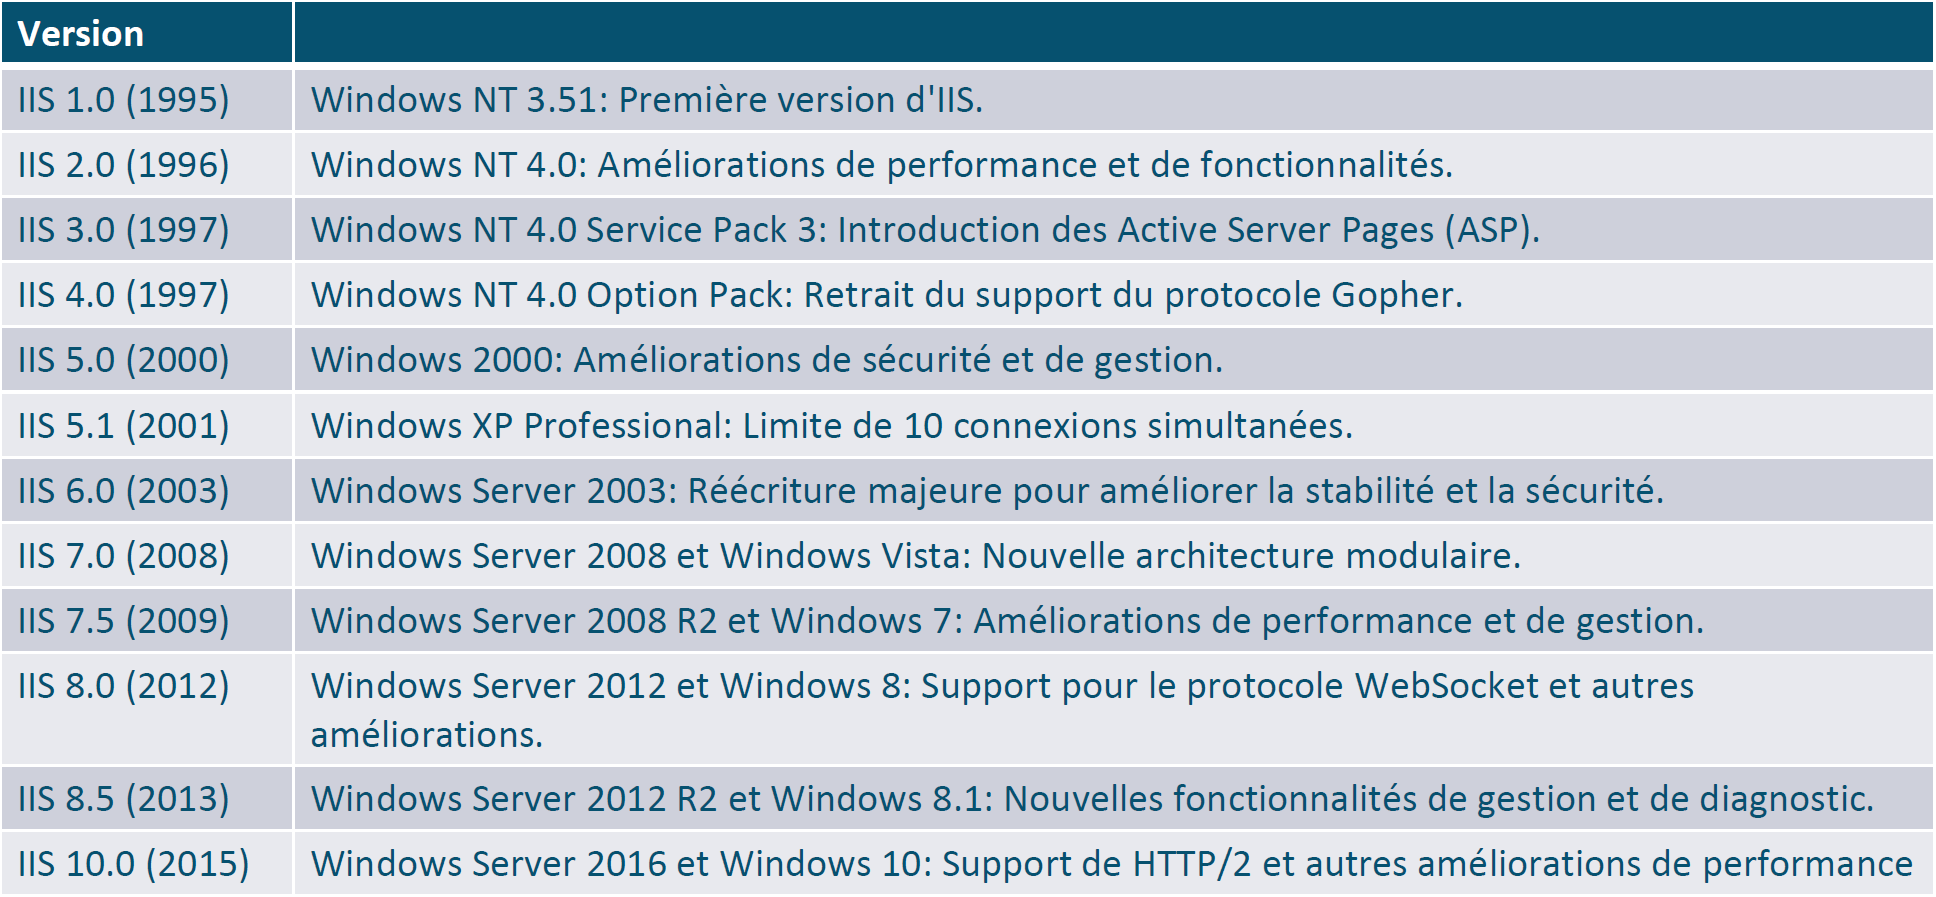 Version
IIS 1.0 (1995) Windows NT 3.51: Première version d'IIS.
IIS 2.0 (1996) Windows NT 4.0: Améliorations de performance et de fonctionnalités.
IIS 3.0 (1997) Windows NT 4.0 Service Pack 3: Introduction des Active Server Pages (ASP).
IIS 4.0 (1997) Windows NT 4.0 Option Pack: Retrait du support du protocole Gopher.
IIS 5.0 (2000) Windows 2000: Améliorations de sécurité et de gestion.
IIS 5.1 (2001) Windows XP Professional: Limite de 10 connexions simultanées.
IIS 6.0 (2003) Windows Server 2003: Réécriture majeure pour améliorer la stabilité et la sécurité.
IIS 7.0 (2008) Windows Server 2008 et Windows Vista: Nouvelle architecture modulaire.
IIS 7.5 (2009) Windows Server 2008 R2 et Windows 7: Améliorations de performance et de gestion.
IIS 8.0 (2012) Windows Server 2012 et Windows 8: Support pour le protocole WebSocket et autres
améliorations.
IIS 8.5 (2013) Windows Server 2012 R2 et Windows 8.1: Nouvelles fonctionnalités de gestion et de diagnostic.
IIS 10.0 (2015) Windows Server 2016 et Windows 10: Support de HTTP/2 et autres améliorations de performance